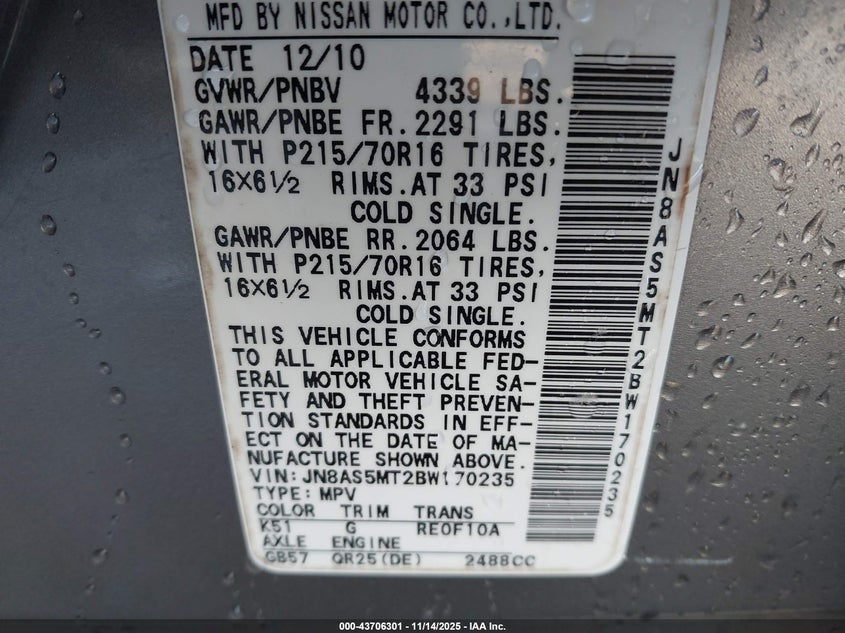 MFD BY NISSAN MOTOR CO.,LTD.
DATE 12/10
GVWR/PNBV 4339 LBS.
GAWR/PNBE FR.2291 LBS.
WITH P215/70R16 TIRES,
16×6½ RIMS.AT 33 PSI
COLD SINGLE.
GAWR/PNBE RR.2064 LBS.
WITH P215/70R16 TIRES,
16×6½ RIMS.AT 33 PSI
COLD SINGLE.
THIS VEHICLE CONFORMS
TO ALL APPLICABLE FED-
ERAL MOTOR VEHICLE SA-
FETY AND THEFT PREVEN-
TION STANDARDS IN EFF-
ECT ON THE DATE OF MA-
NUFACTURE SHOWN ABOVE.
VIN:JN8AS5MT2BW170235
TYPE:MPV
COLOR TRIM TRANS
K51 G RE0F10A
AXLE ENGINE
GB57 QR25(DE) 2488CC
JN8AS5MT2BW170235
000-43706301 - 11/14/2025 - IAA Inc.